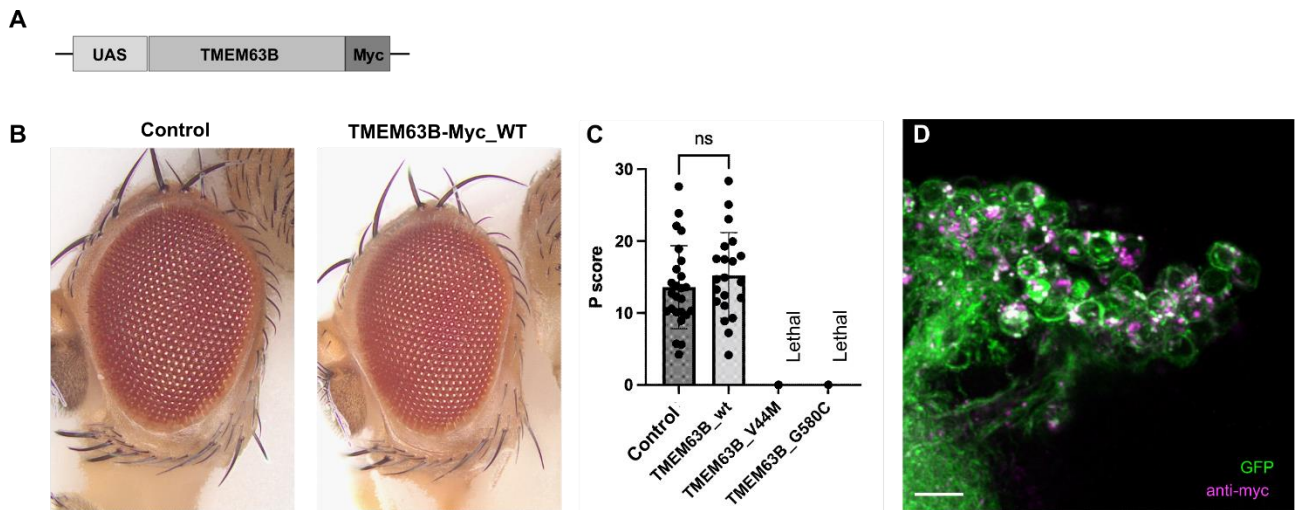 A
UAS TMEM63B Myc
B
Control
TMEM63B-Myc_WT
C
ns
30
20
10
0
P score
Lethal
Lethal
Control
TMEM63B_wt
TMEM63B_V44M
TMEM63B_G580C
D
GFP
anti-myc